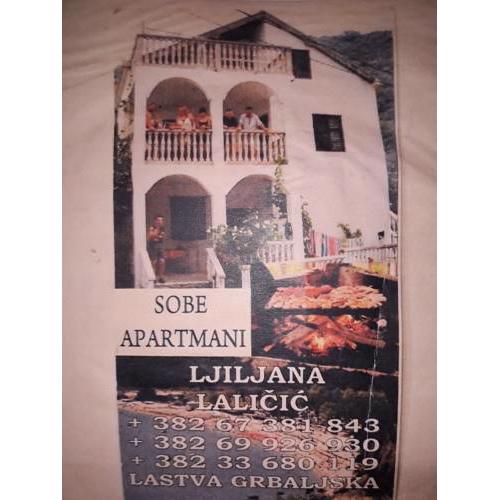 SOBE
APARTMANI
LJILJANA
LALIČIĆ
+ 382 67 381 843
+ 382 69 926 930
+ 382 33 680 119
LASTVA GRBALJSKA